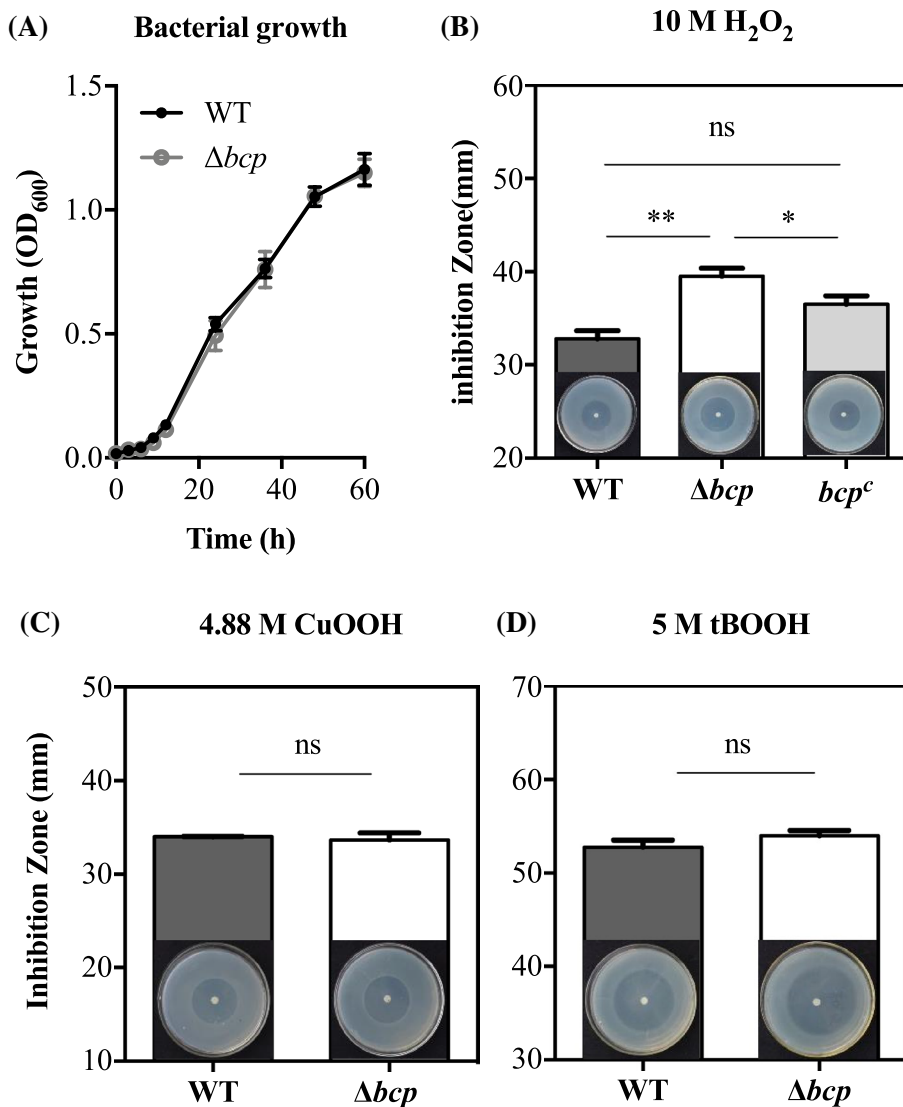 (A) Bacterial growth
1.5
WT
Δbcp
1.0
0.5
0.0
Growth (OD600)
0 20 40 60
Time (h)
(B) 10 M H2O2
60
ns
50
** *
40
30
20
inhibition Zone(mm)
WT Δbcp bcpc
(C) 4.88 M CuOOH
50
ns
40
30
20
10
Inhibition Zone (mm)
WT Δbcp
(D) 5 M tBOOH
70
ns
60
50
40
30
WT Δbcp